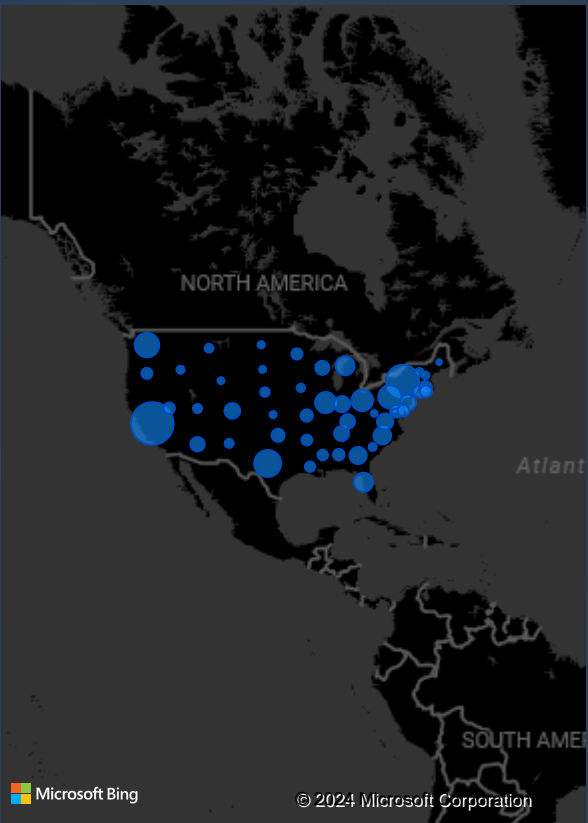 NORTH AMERICA
Atlant
SOUTH AMER
Microsoft Bing
© 2024 Microsoft Corporation